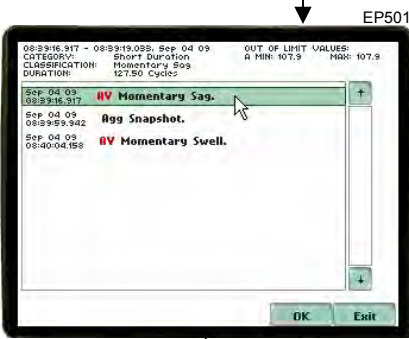 EP501
08:39:16.917 - 08:39:19.033, Sep 04 09
OUT OF LIMIT VALUES:
CATEGORY: Short Duration
A MIN: 107.9 MAX: 107.9
CLASSIFICATION: Momentary Sag
DURATION: 127.50 Cycles
Sep 04 09
08:39:16.917
AV Momentary Sag.
Sep 04 09
08:39:59.942
Agg Snapshot.
Sep 04 09
08:40:04.158
AV Momentary Swell.
OK Exit